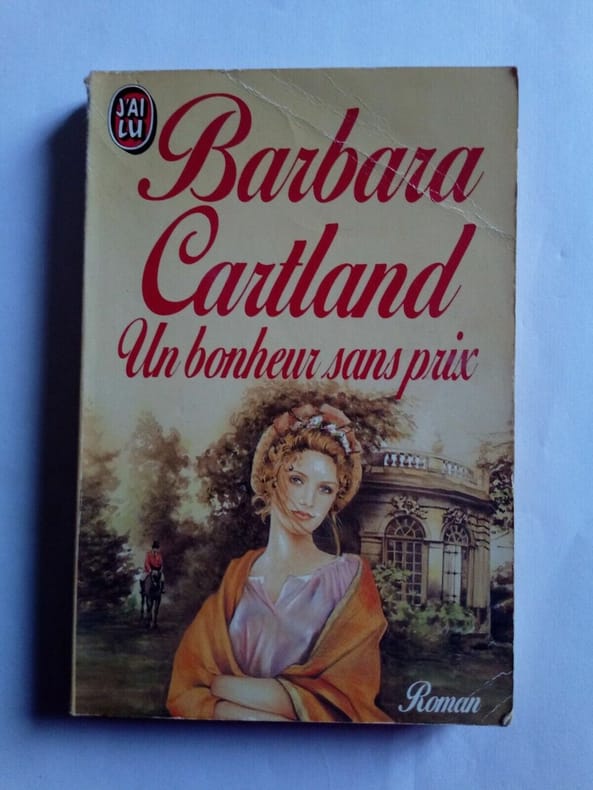 J'AI
LU
Barbara
Cartland
Un bonheur sans prix
Roman